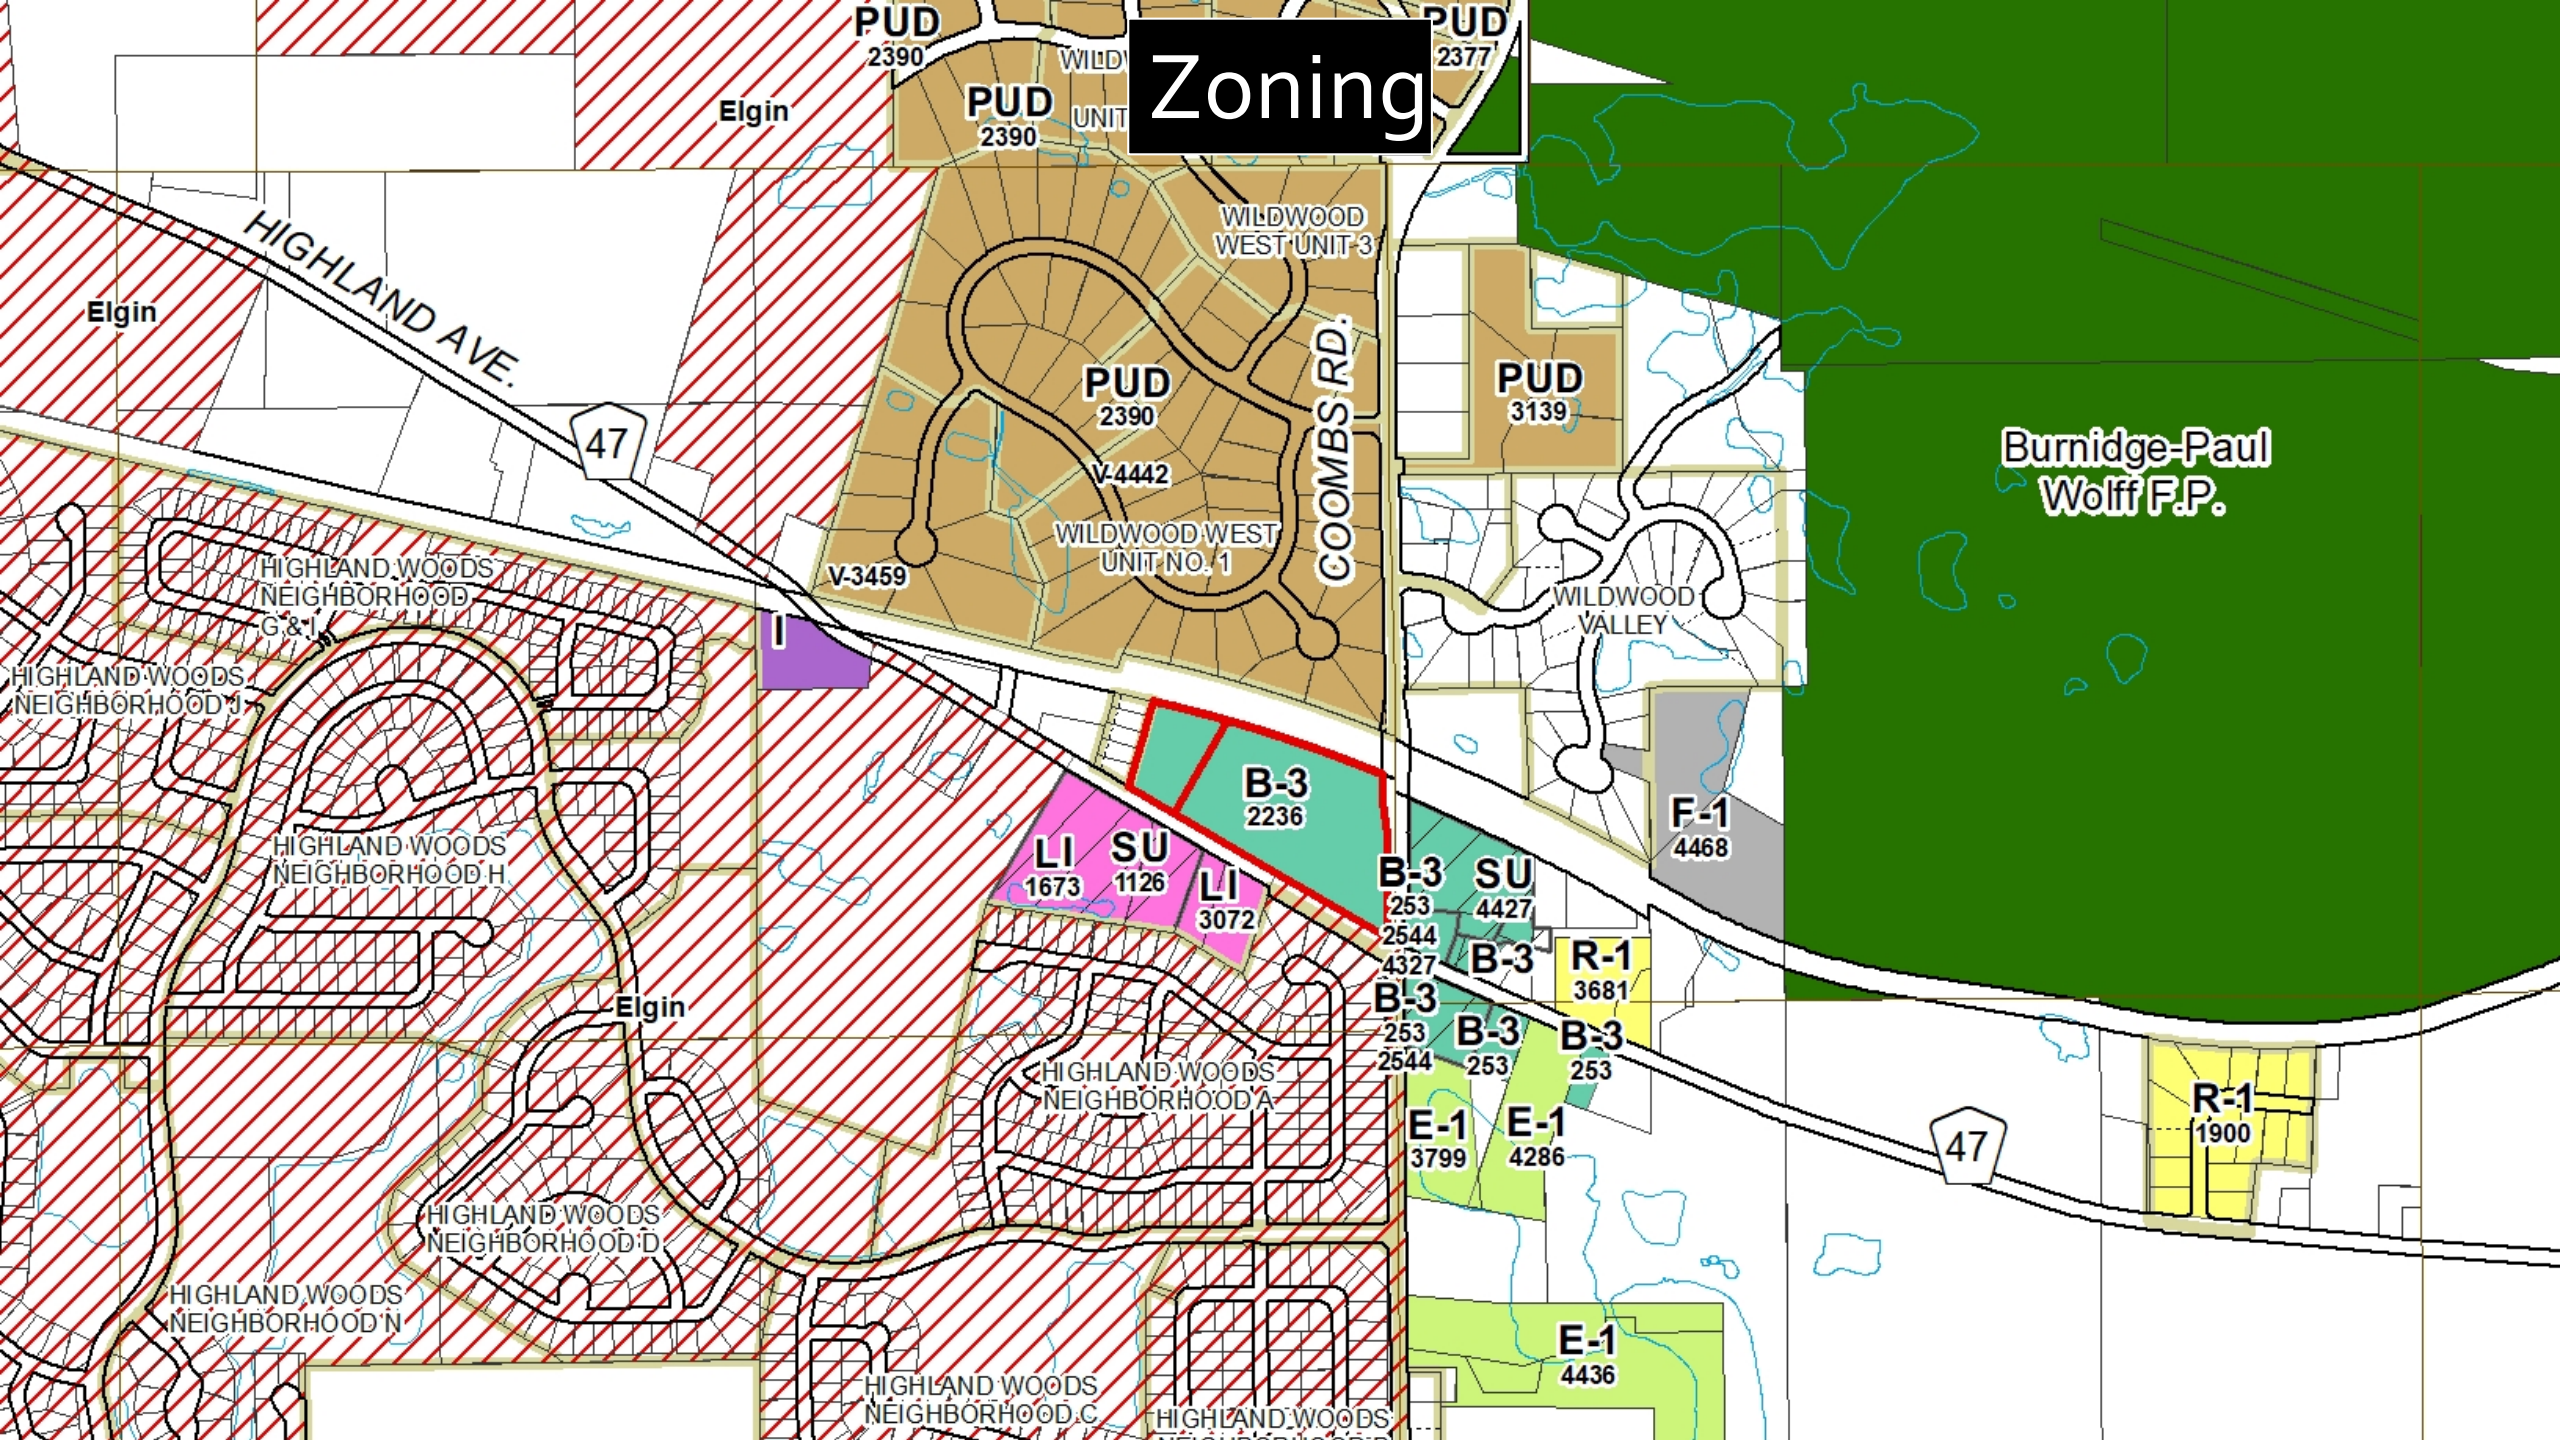 PUD
2390
PUD
2377
Zoning
WILDW
UNIT
PUD
2390
Elgin
WILDWOOD
WEST UNIT 3
HIGHLAND AVE.
Elgin
COOMBS RD.
PUD
2390
PUD
3139
47
Burnidge-Paul
Wolff F.P.
V-4442
WILDWOOD WEST
UNIT NO. 1
V-3459
HIGHLAND WOODS
NEIGHBORHOOD
G & I
WILDWOOD
VALLEY
I
HIGHLAND WOODS
NEIGHBORHOOD J
B-3
2236
F-1
4468
HIGHLAND WOODS
NEIGHBORHOOD H
LI
1673
SU
1126
LI
3072
B-3
253
2544
4327
SU
4427
B-3
R-1
3681
Elgin
B-3
253
2544
B-3
253
B-3
253
HIGHLAND WOODS
NEIGHBORHOOD A
E-1
3799
E-1
4286
R-1
1900
47
HIGHLAND WOODS
NEIGHBORHOOD D
HIGHLAND WOODS
NEIGHBORHOOD N
E-1
4436
HIGHLAND WOODS
NEIGHBORHOOD C
HIGHLAND WOODS